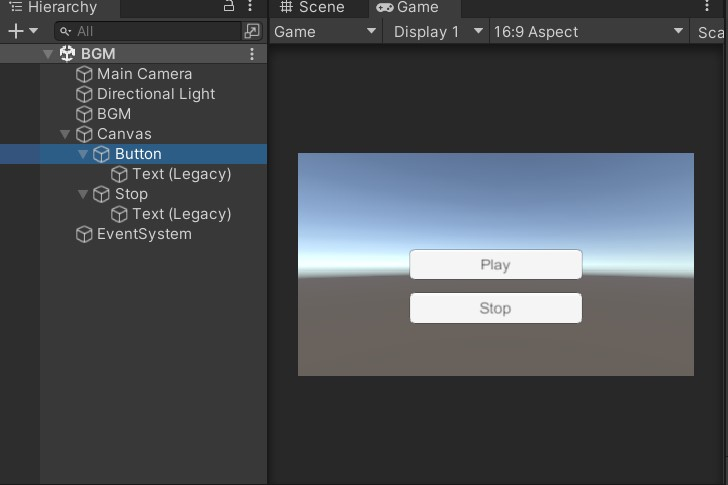 Hierarchy
Scene
Game
All
Game
Display 1
16:9 Aspect
Sca
BGM
Main Camera
Directional Light
BGM
Canvas
Button
Text (Legacy)
Stop
Text (Legacy)
EventSystem
Play
Stop